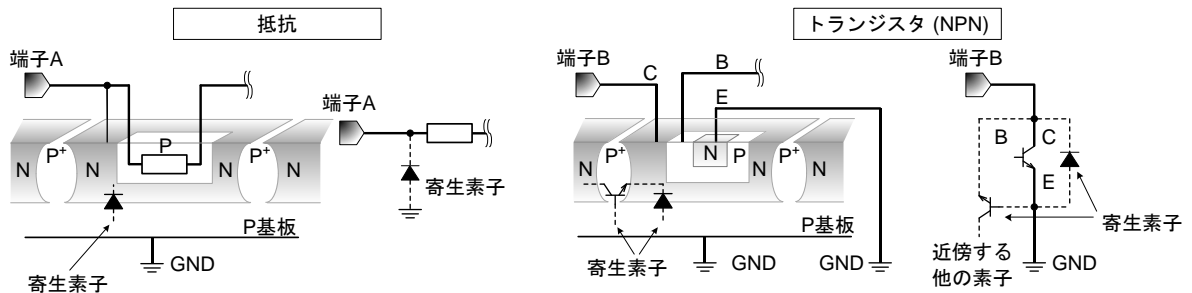 抵抗
端子A
N
P+
N
P
N
P+
N
P基板
GND
寄生素子
端子A
寄生素子
トランジスタ (NPN)
端子B
C
B
E
N
P+
N
N
P
P+
N
P基板
GND
GND
寄生素子
端子B
B
C
E
寄生素子
近傍する
他の素子
GND